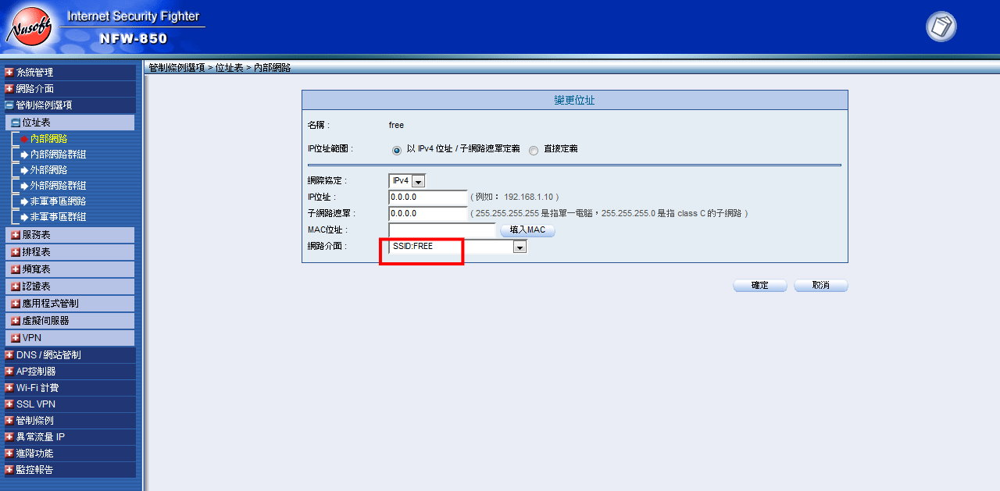 Nusoft
Internet Security Fighter
NFW-850
系統管理
網路介面
管制條例選項
位址表
內部網路
內部網路群組
外部網路
外部網路群組
非軍事區網路
非軍事區群組
服務表
排程表
頻寬表
認證表
應用程式管制
虛擬伺服器
VPN
DNS / 網站管制
AP控制器
Wi-Fi 計費
SSL VPN
管制條例
異常流量 IP
進階功能
監控報告
管制條例選項 > 位址表 > 內部網路
變更位址
名稱 : free
IP位址範圍 : 以 IPv4 位址 / 子網路遮罩定義 直接定義
網際協定 : IPv4
IP位址 : 0.0.0.0 ( 例如： 192.168.1.10 )
子網路遮罩 : 0.0.0.0 ( 255.255.255.255 是指單一電腦，255.255.255.0 是指 class C 的子網路 )
MAC位址 : 填入MAC
網路介面 : SSID:FREE
確定 取消